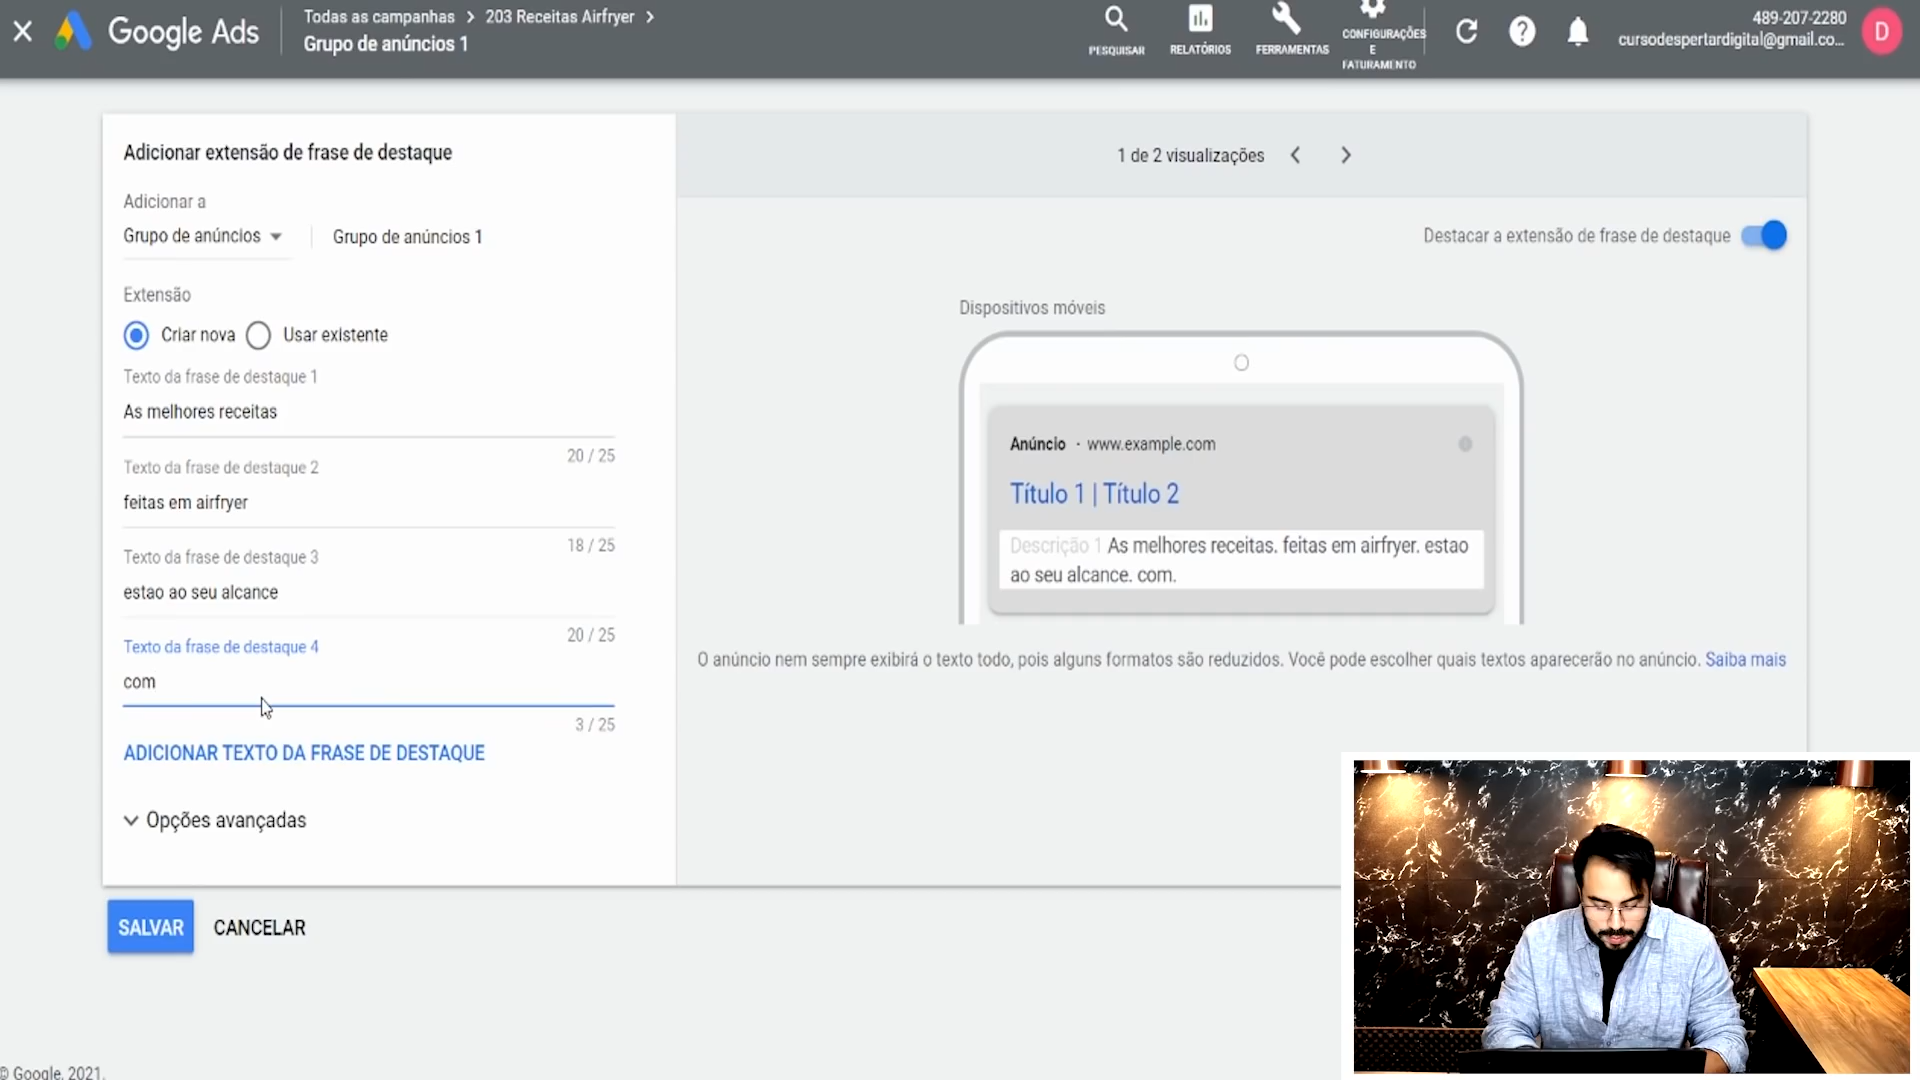 Google Ads
Todas as campanhas > 203 Receitas Airfryer >
Grupo de anúncios 1
PESQUISAR
RELATÓRIOS
FERRAMENTAS
CONFIGURAÇÕES
E
FATURAMENTO
489-207-2280
cursodespertardigital@gmail.co...
D
Adicionar extensão de frase de destaque
Adicionar a
Grupo de anúncios
Grupo de anúncios 1
Extensão
Criar nova
Usar existente
Texto da frase de destaque 1
As melhores receitas
20 / 25
Texto da frase de destaque 2
feitas em airfryer
18 / 25
Texto da frase de destaque 3
estao ao seu alcance
20 / 25
Texto da frase de destaque 4
com
3 / 25
ADICIONAR TEXTO DA FRASE DE DESTAQUE
Opções avançadas
SALVAR
CANCELAR
1 de 2 visualizações
Destacar a extensão de frase de destaque
Dispositivos móveis
Anúncio · www.example.com
Título 1 | Título 2
Descrição 1 As melhores receitas. feitas em airfryer. estao
ao seu alcance. com.
O anúncio nem sempre exibirá o texto todo, pois alguns formatos são reduzidos. Você pode escolher quais textos aparecerão no anúncio. Saiba mais
© Google, 2021.